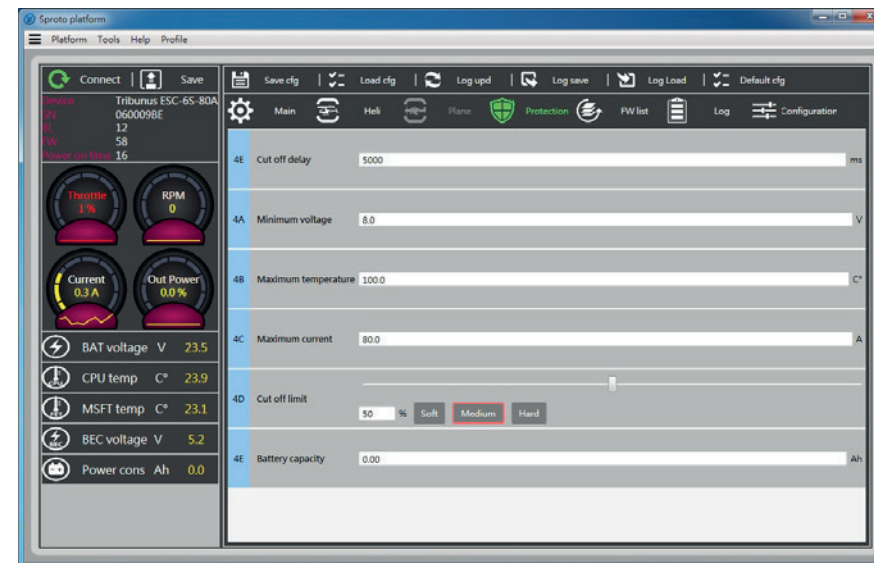 Sproto platform
Platform Tools Help Profile
Connect | Save
Save cfg | Load cfg | Log upd | Log save | Log Load | Default cfg
Device Tribunus ESC-6S-80A
SN 060009BE
12
FW 58
Power on time 16
Main Heli Plane Protection FW list Log Configuration
Throttle
1 %
RPM
0
Current
0.3 A
Out Power
0.0 %
BAT voltage V 23.5
CPU temp C° 23.9
MSFT temp C° 23.1
BEC voltage V 5.2
Power cons Ah 0.0
4E Cut off delay 5000 ms
4A Minimum voltage 8.0 V
4B Maximum temperature 100.0 C°
4C Maximum current 80.0 A
4D Cut off limit
50 % Soft Medium Hard
4E Battery capacity 0.00 Ah